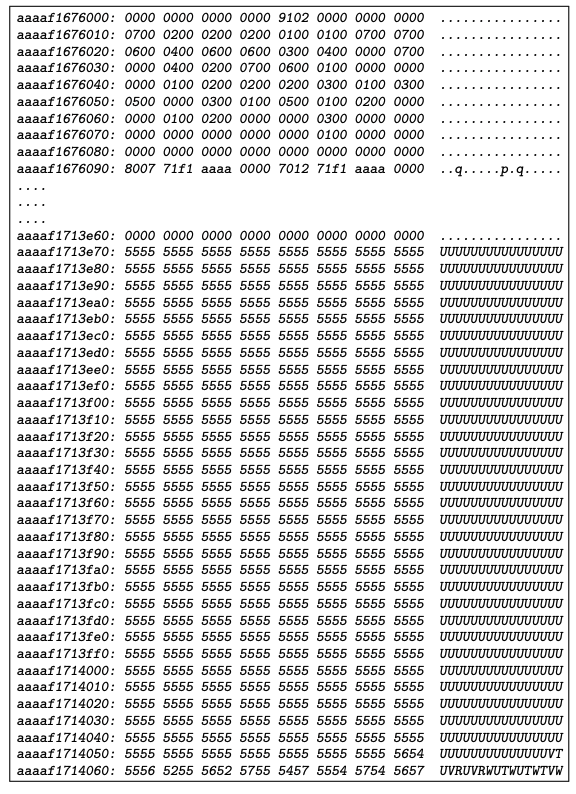 aaaaf1676000: 0000 0000 0000 0000 9102 0000 0000 0000 ................
aaaaf1676010: 0700 0200 0200 0200 0100 0100 0700 0700 ................
aaaaf1676020: 0600 0400 0600 0600 0300 0400 0000 0700 ................
aaaaf1676030: 0000 0400 0200 0700 0600 0100 0000 0000 ................
aaaaf1676040: 0000 0100 0200 0200 0200 0300 0100 0300 ................
aaaaf1676050: 0500 0000 0300 0100 0500 0100 0200 0000 ................
aaaaf1676060: 0000 0100 0200 0000 0000 0300 0000 0000 ................
aaaaf1676070: 0000 0000 0000 0000 0000 0100 0000 0000 ................
aaaaf1676080: 0000 0000 0000 0000 0000 0000 0000 0000 ................
aaaaf1676090: 8007 71f1 aaaa 0000 7012 71f1 aaaa 0000 ..q.....p.q.....
....
....
....
aaaaf1713e60: 0000 0000 0000 0000 0000 0000 0000 0000 ................
aaaaf1713e70: 5555 5555 5555 5555 5555 5555 5555 5555 UUUUUUUUUUUUUUUU
aaaaf1713e80: 5555 5555 5555 5555 5555 5555 5555 5555 UUUUUUUUUUUUUUUU
aaaaf1713e90: 5555 5555 5555 5555 5555 5555 5555 5555 UUUUUUUUUUUUUUUU
aaaaf1713ea0: 5555 5555 5555 5555 5555 5555 5555 5555 UUUUUUUUUUUUUUUU
aaaaf1713eb0: 5555 5555 5555 5555 5555 5555 5555 5555 UUUUUUUUUUUUUUUU
aaaaf1713ec0: 5555 5555 5555 5555 5555 5555 5555 5555 UUUUUUUUUUUUUUUU
aaaaf1713ed0: 5555 5555 5555 5555 5555 5555 5555 5555 UUUUUUUUUUUUUUUU
aaaaf1713ee0: 5555 5555 5555 5555 5555 5555 5555 5555 UUUUUUUUUUUUUUUU
aaaaf1713ef0: 5555 5555 5555 5555 5555 5555 5555 5555 UUUUUUUUUUUUUUUU
aaaaf1713f00: 5555 5555 5555 5555 5555 5555 5555 5555 UUUUUUUUUUUUUUUU
aaaaf1713f10: 5555 5555 5555 5555 5555 5555 5555 5555 UUUUUUUUUUUUUUUU
aaaaf1713f20: 5555 5555 5555 5555 5555 5555 5555 5555 UUUUUUUUUUUUUUUU
aaaaf1713f30: 5555 5555 5555 5555 5555 5555 5555 5555 UUUUUUUUUUUUUUUU
aaaaf1713f40: 5555 5555 5555 5555 5555 5555 5555 5555 UUUUUUUUUUUUUUUU
aaaaf1713f50: 5555 5555 5555 5555 5555 5555 5555 5555 UUUUUUUUUUUUUUUU
aaaaf1713f60: 5555 5555 5555 5555 5555 5555 5555 5555 UUUUUUUUUUUUUUUU
aaaaf1713f70: 5555 5555 5555 5555 5555 5555 5555 5555 UUUUUUUUUUUUUUUU
aaaaf1713f80: 5555 5555 5555 5555 5555 5555 5555 5555 UUUUUUUUUUUUUUUU
aaaaf1713f90: 5555 5555 5555 5555 5555 5555 5555 5555 UUUUUUUUUUUUUUUU
aaaaf1713fa0: 5555 5555 5555 5555 5555 5555 5555 5555 UUUUUUUUUUUUUUUU
aaaaf1713fb0: 5555 5555 5555 5555 5555 5555 5555 5555 UUUUUUUUUUUUUUUU
aaaaf1713fc0: 5555 5555 5555 5555 5555 5555 5555 5555 UUUUUUUUUUUUUUUU
aaaaf1713fd0: 5555 5555 5555 5555 5555 5555 5555 5555 UUUUUUUUUUUUUUUU
aaaaf1713fe0: 5555 5555 5555 5555 5555 5555 5555 5555 UUUUUUUUUUUUUUUU
aaaaf1713ff0: 5555 5555 5555 5555 5555 5555 5555 5555 UUUUUUUUUUUUUUUU
aaaaf1714000: 5555 5555 5555 5555 5555 5555 5555 5555 UUUUUUUUUUUUUUUU
aaaaf1714010: 5555 5555 5555 5555 5555 5555 5555 5555 UUUUUUUUUUUUUUUU
aaaaf1714020: 5555 5555 5555 5555 5555 5555 5555 5555 UUUUUUUUUUUUUUUU
aaaaf1714030: 5555 5555 5555 5555 5555 5555 5555 5555 UUUUUUUUUUUUUUUU
aaaaf1714040: 5555 5555 5555 5555 5555 5555 5555 5555 UUUUUUUUUUUUUUUU
aaaaf1714050: 5555 5555 5555 5555 5555 5555 5555 5654 UUUUUUUUUUUUUUVT
aaaaf1714060: 5556 5255 5652 5755 5457 5554 5754 5657 UVRUVRWUTWUTWTVW